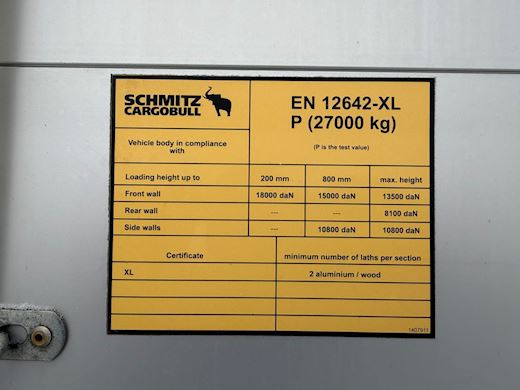 SCHMITZ
CARGOBULL
EN 12642-XL
P (27000 kg)
Vehicle body in compliance
with
(P is the test value)
Loading height up to 200 mm 800 mm max. height
Front wall 18000 daN 15000 daN 13500 daN
Rear wall --- --- 8100 daN
Side walls --- 10800 daN 10800 daN
Certificate minimum number of laths per section
XL 2 aluminium / wood
1407911